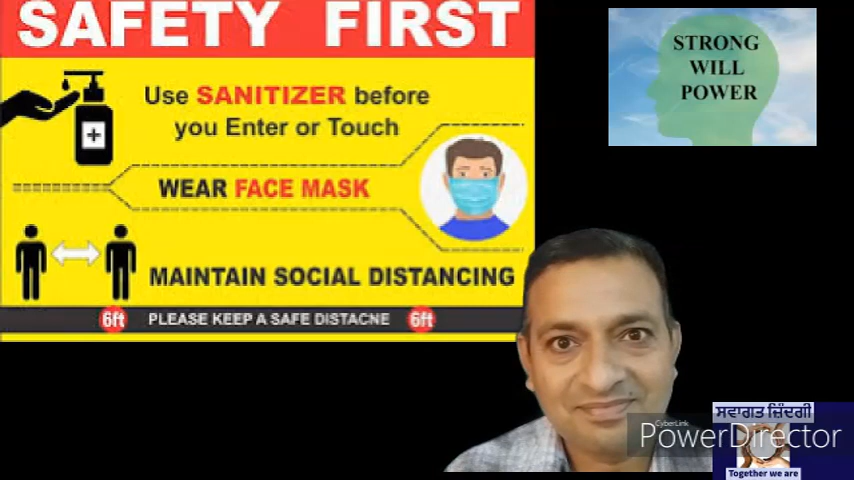 SAFETY FIRST
Use SANITIZER before
you Enter or Touch
WEAR FACE MASK
MAINTAIN SOCIAL DISTANCING
6ft PLEASE KEEP A SAFE DISTACNE 6ft
STRONG
WILL
POWER
ਸਵਾਗਤ ਜ਼ਿੰਦਗੀ
CyberLink
PowerDirector
Together we are